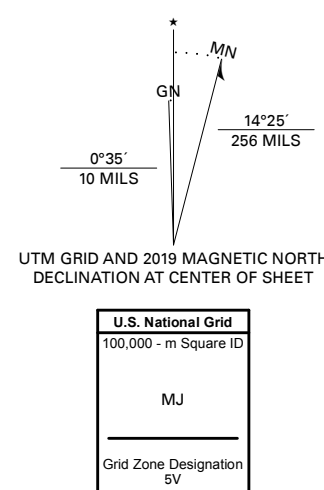 ★
MN
GN
14°25´
256 MILS
0°35´
10 MILS
UTM GRID AND 2019 MAGNETIC NORTH
DECLINATION AT CENTER OF SHEET
U.S. National Grid
100,000 - m Square ID
MJ
Grid Zone Designation
5V